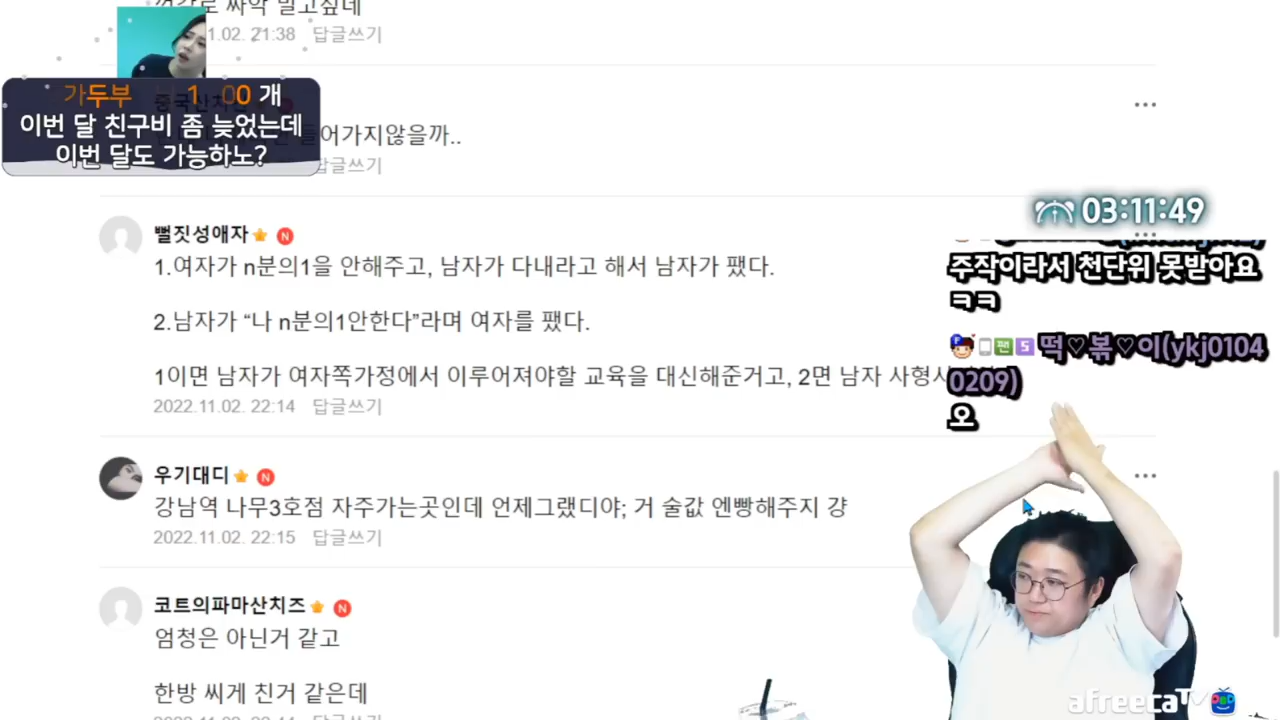 1.02. 21:38 답글쓰기
가두부 1 00 개
이번 달 친구비 좀 늦었는데
이번 달도 가능하노?
들어가지않을까..
답글쓰기
03:11:49
뻘짓성애자 N
1.여자가 n분의1을 안해주고, 남자가 다내라고 해서 남자가 팼다.
2.남자가 “나 n분의1안한다”라며 여자를 팼다.
1이면 남자가 여자쪽가정에서 이루어져야할 교육을 대신해준거고, 2면 남자 사형
2022.11.02. 22:14 답글쓰기
주작이라서 천단위 못받아요
ㅋㅋ
팬 5 떡♡볶♡이(ykj0104
0209)
오
우기대디 N
강남역 나무3호점 자주가는곳인데 언제그랬디야; 거 술값 엔빵해주지 걍
2022.11.02. 22:15 답글쓰기
코트의파마산치즈 N
엄청은 아닌거 같고
한방 씨게 친거 같은데
afreecaTV